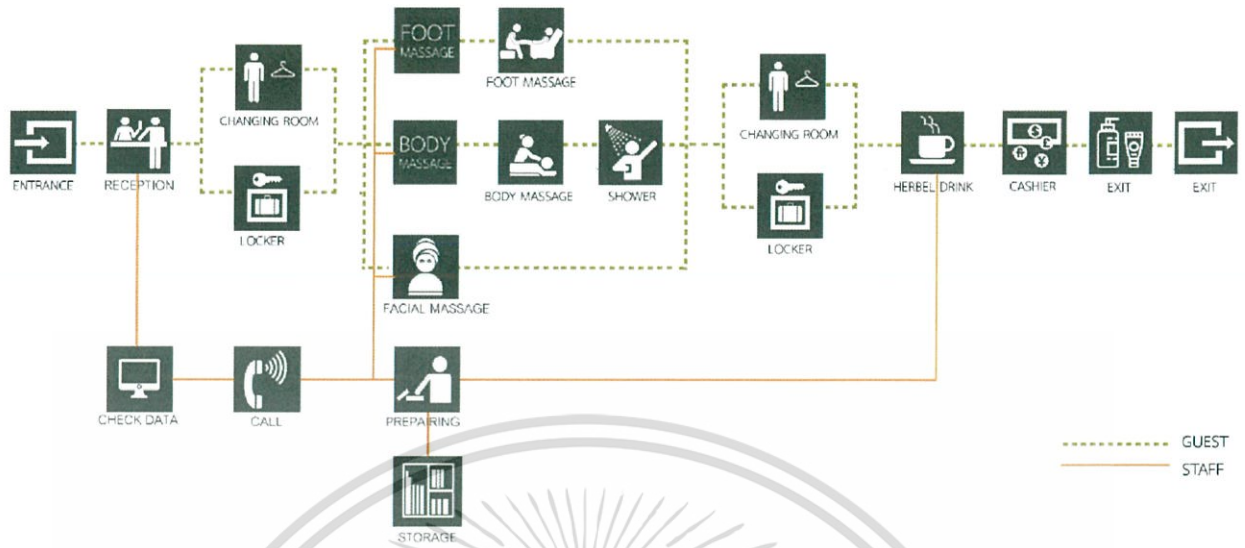 FOOT
MASSAGE
FOOT MASSAGE
CHANGING ROOM
CHANGING ROOM
BODY
MASSAGE
ENTRANCE
RECEPTION
BODY MASSAGE
SHOWER
HERBEL DRINK
CASHIER
EXIT
EXIT
LOCKER
LOCKER
FACIAL MASSAGE
CHECK DATA
CALL
PREPARING
GUEST
STAFF
STORAGE